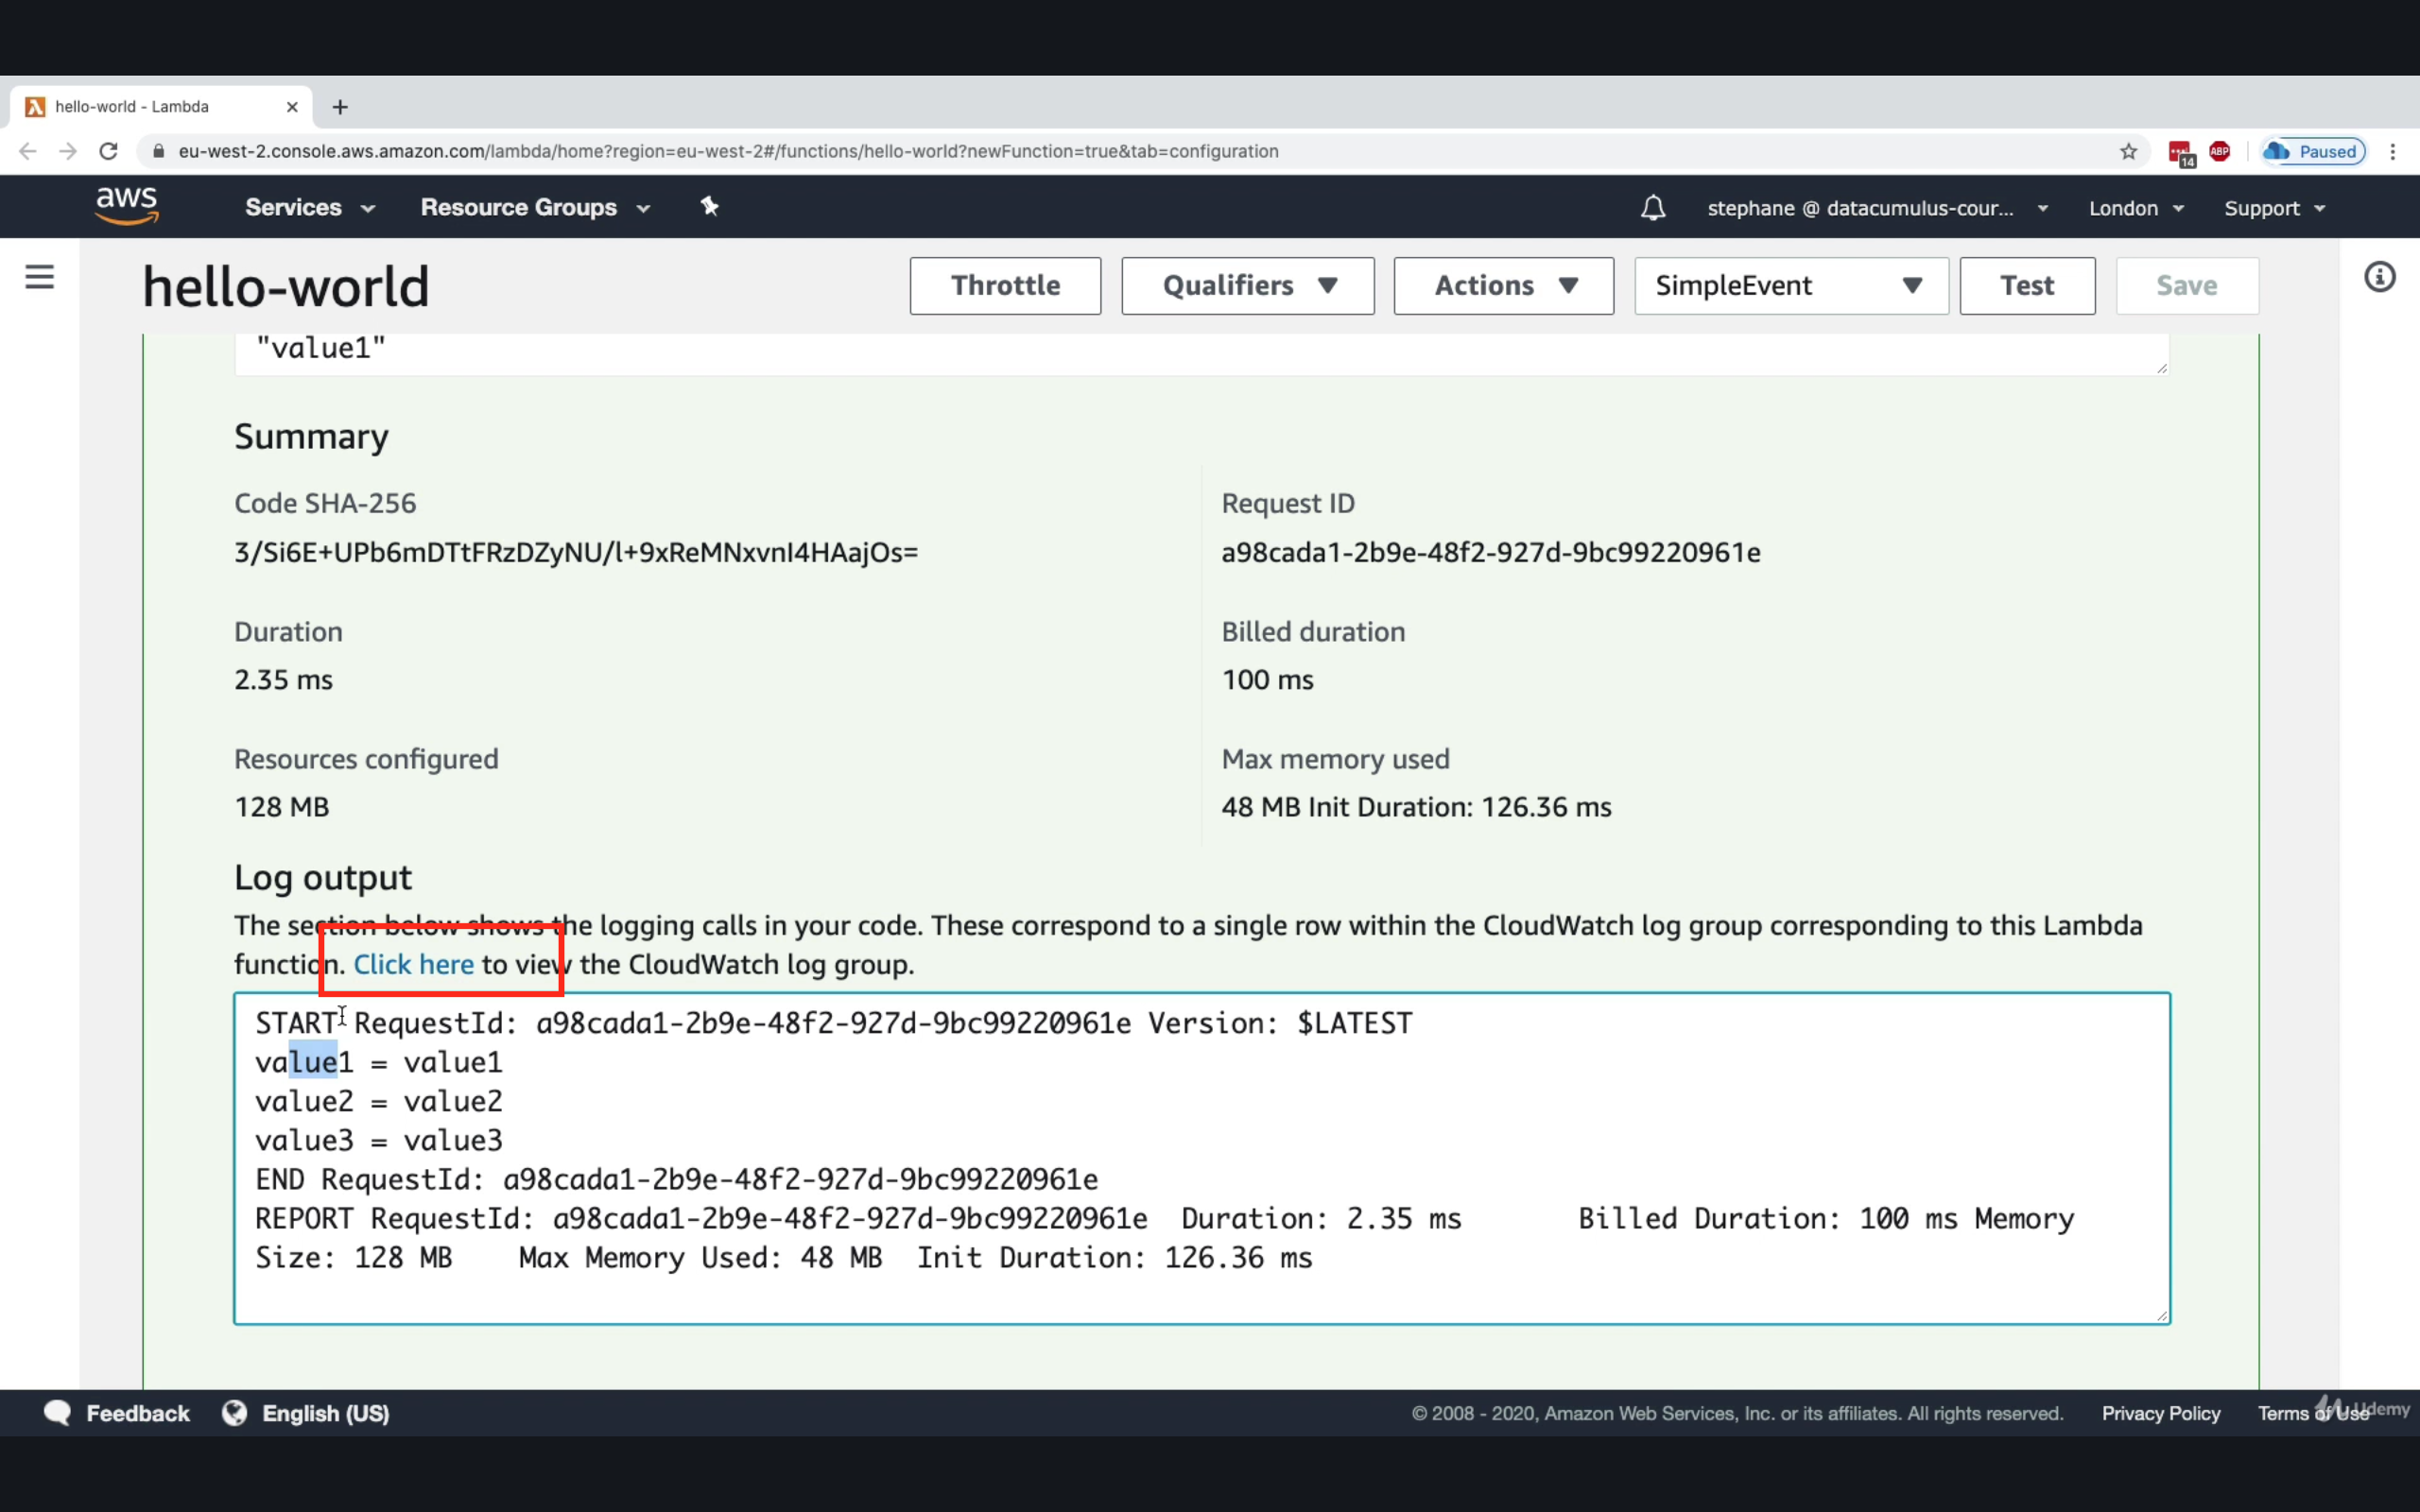 hello-world - Lambda
eu-west-2.console.aws.amazon.com/lambda/home?region=eu-west-2#/functions/hello-world?newFunction=true&tab=configuration
14
ABP
Paused
aws
Services
Resource Groups
stephane @ datacumulus-cour...
London
Support
hello-world
Throttle
Qualifiers
Actions
SimpleEvent
Test
Save
"value1"
Summary
Code SHA-256
3/Si6E+UPb6mDTtFRzDZyNU/l+9xReMNxvnI4HAajOs=
Request ID
a98cada1-2b9e-48f2-927d-9bc99220961e
Duration
2.35 ms
Billed duration
100 ms
Resources configured
128 MB
Max memory used
48 MB Init Duration: 126.36 ms
Log output
The section below shows the logging calls in your code. These correspond to a single row within the CloudWatch log group corresponding to this Lambda
function. Click here to view the CloudWatch log group.
START RequestId: a98cada1-2b9e-48f2-927d-9bc99220961e Version: $LATEST
value1 = value1
value2 = value2
value3 = value3
END RequestId: a98cada1-2b9e-48f2-927d-9bc99220961e
REPORT RequestId: a98cada1-2b9e-48f2-927d-9bc99220961e Duration: 2.35 ms Billed Duration: 100 ms Memory
Size: 128 MB Max Memory Used: 48 MB Init Duration: 126.36 ms
Feedback
English (US)
© 2008 - 2020, Amazon Web Services, Inc. or its affiliates. All rights reserved.
Privacy Policy
Terms of Use
Udemy